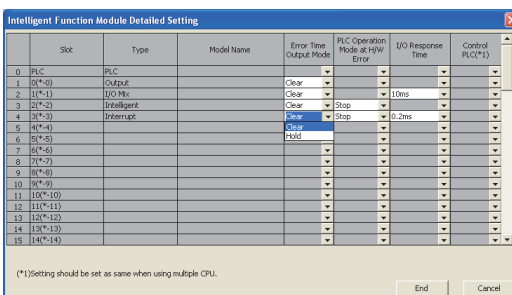 Intelligent Function Module Detailed Setting
Slot Type Model Name Error Time Output Mode PLC Operation Mode at H/W Error I/O Response Time Control PLC(*1)
0 PLC PLC
1 0(*-0) Output Clear
2 1(*-1) I/O Mix Clear 10ms
3 2(*-2) Intelligent Clear Stop
4 3(*-3) Interrupt Clear Stop 0.2ms
5 4(*-4) Clear
6 5(*-5) Hold
7 6(*-6)
8 7(*-7)
9 8(*-8)
10 9(*-9)
11 10(*-10)
12 11(*-11)
13 12(*-12)
14 13(*-13)
15 14(*-14)
(*1)Setting should be set as same when using multiple CPU.
End Cancel